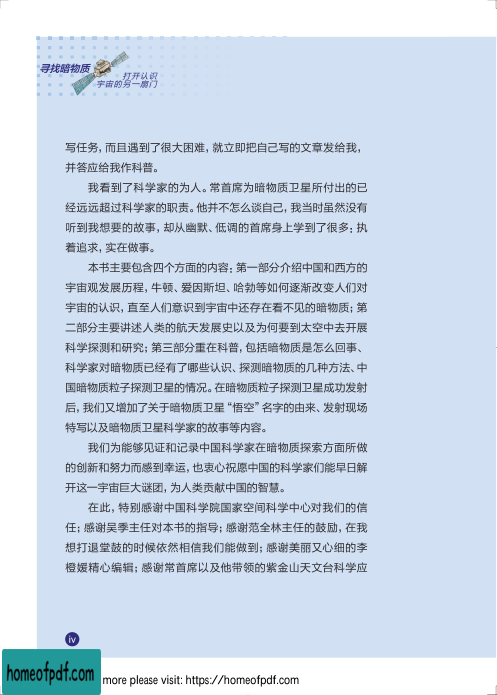 寻找暗物质
打开认识
宇宙的另一扇门
写任务，而且遇到了很大困难，就立即把自己写的文章发给我，
并答应给我作科普。
我看到了科学家的为人。常首席为暗物质卫星所付出的已
经远远超过科学家的职责。他并不怎么谈自己，我当时虽然没有
听到我想要的故事，却从幽默、低调的首席身上学到了很多：执
着追求，实在做事。
本书主要包含四个方面的内容：第一部分介绍中国和西方的
宇宙观发展历程，牛顿、爱因斯坦、哈勃等如何逐渐改变人们对
宇宙的认识，直至人们意识到宇宙中还存在看不见的暗物质；第
二部分主要讲述人类的航天发展史以及为何要到太空中去开展
科学探测和研究；第三部分重在科普，包括暗物质是怎么回事、
科学家对暗物质已经有了哪些认识、探测暗物质的几种方法、中
国暗物质粒子探测卫星的情况。在暗物质粒子探测卫星成功发射
后，我们又增加了关于暗物质卫星“悟空”名字的由来、发射现场
特写以及暗物质卫星科学家的故事等内容。
我们为能够见证和记录中国科学家在暗物质探索方面所做
的创新和努力而感到幸运，也衷心祝愿中国的科学家们能早日解
开这一宇宙巨大谜团，为人类贡献中国的智慧。
在此，特别感谢中国科学院国家空间科学中心对我们的信
任；感谢吴季主任对本书的指导；感谢范全林主任的鼓励，在我
想打退堂鼓的时候依然相信我们能做到；感谢美丽又心细的李
橙媛精心编辑；感谢常首席以及他带领的紫金山天文台科学应
iv
homeofpdf.com
more please visit: https://homeofpdf.com